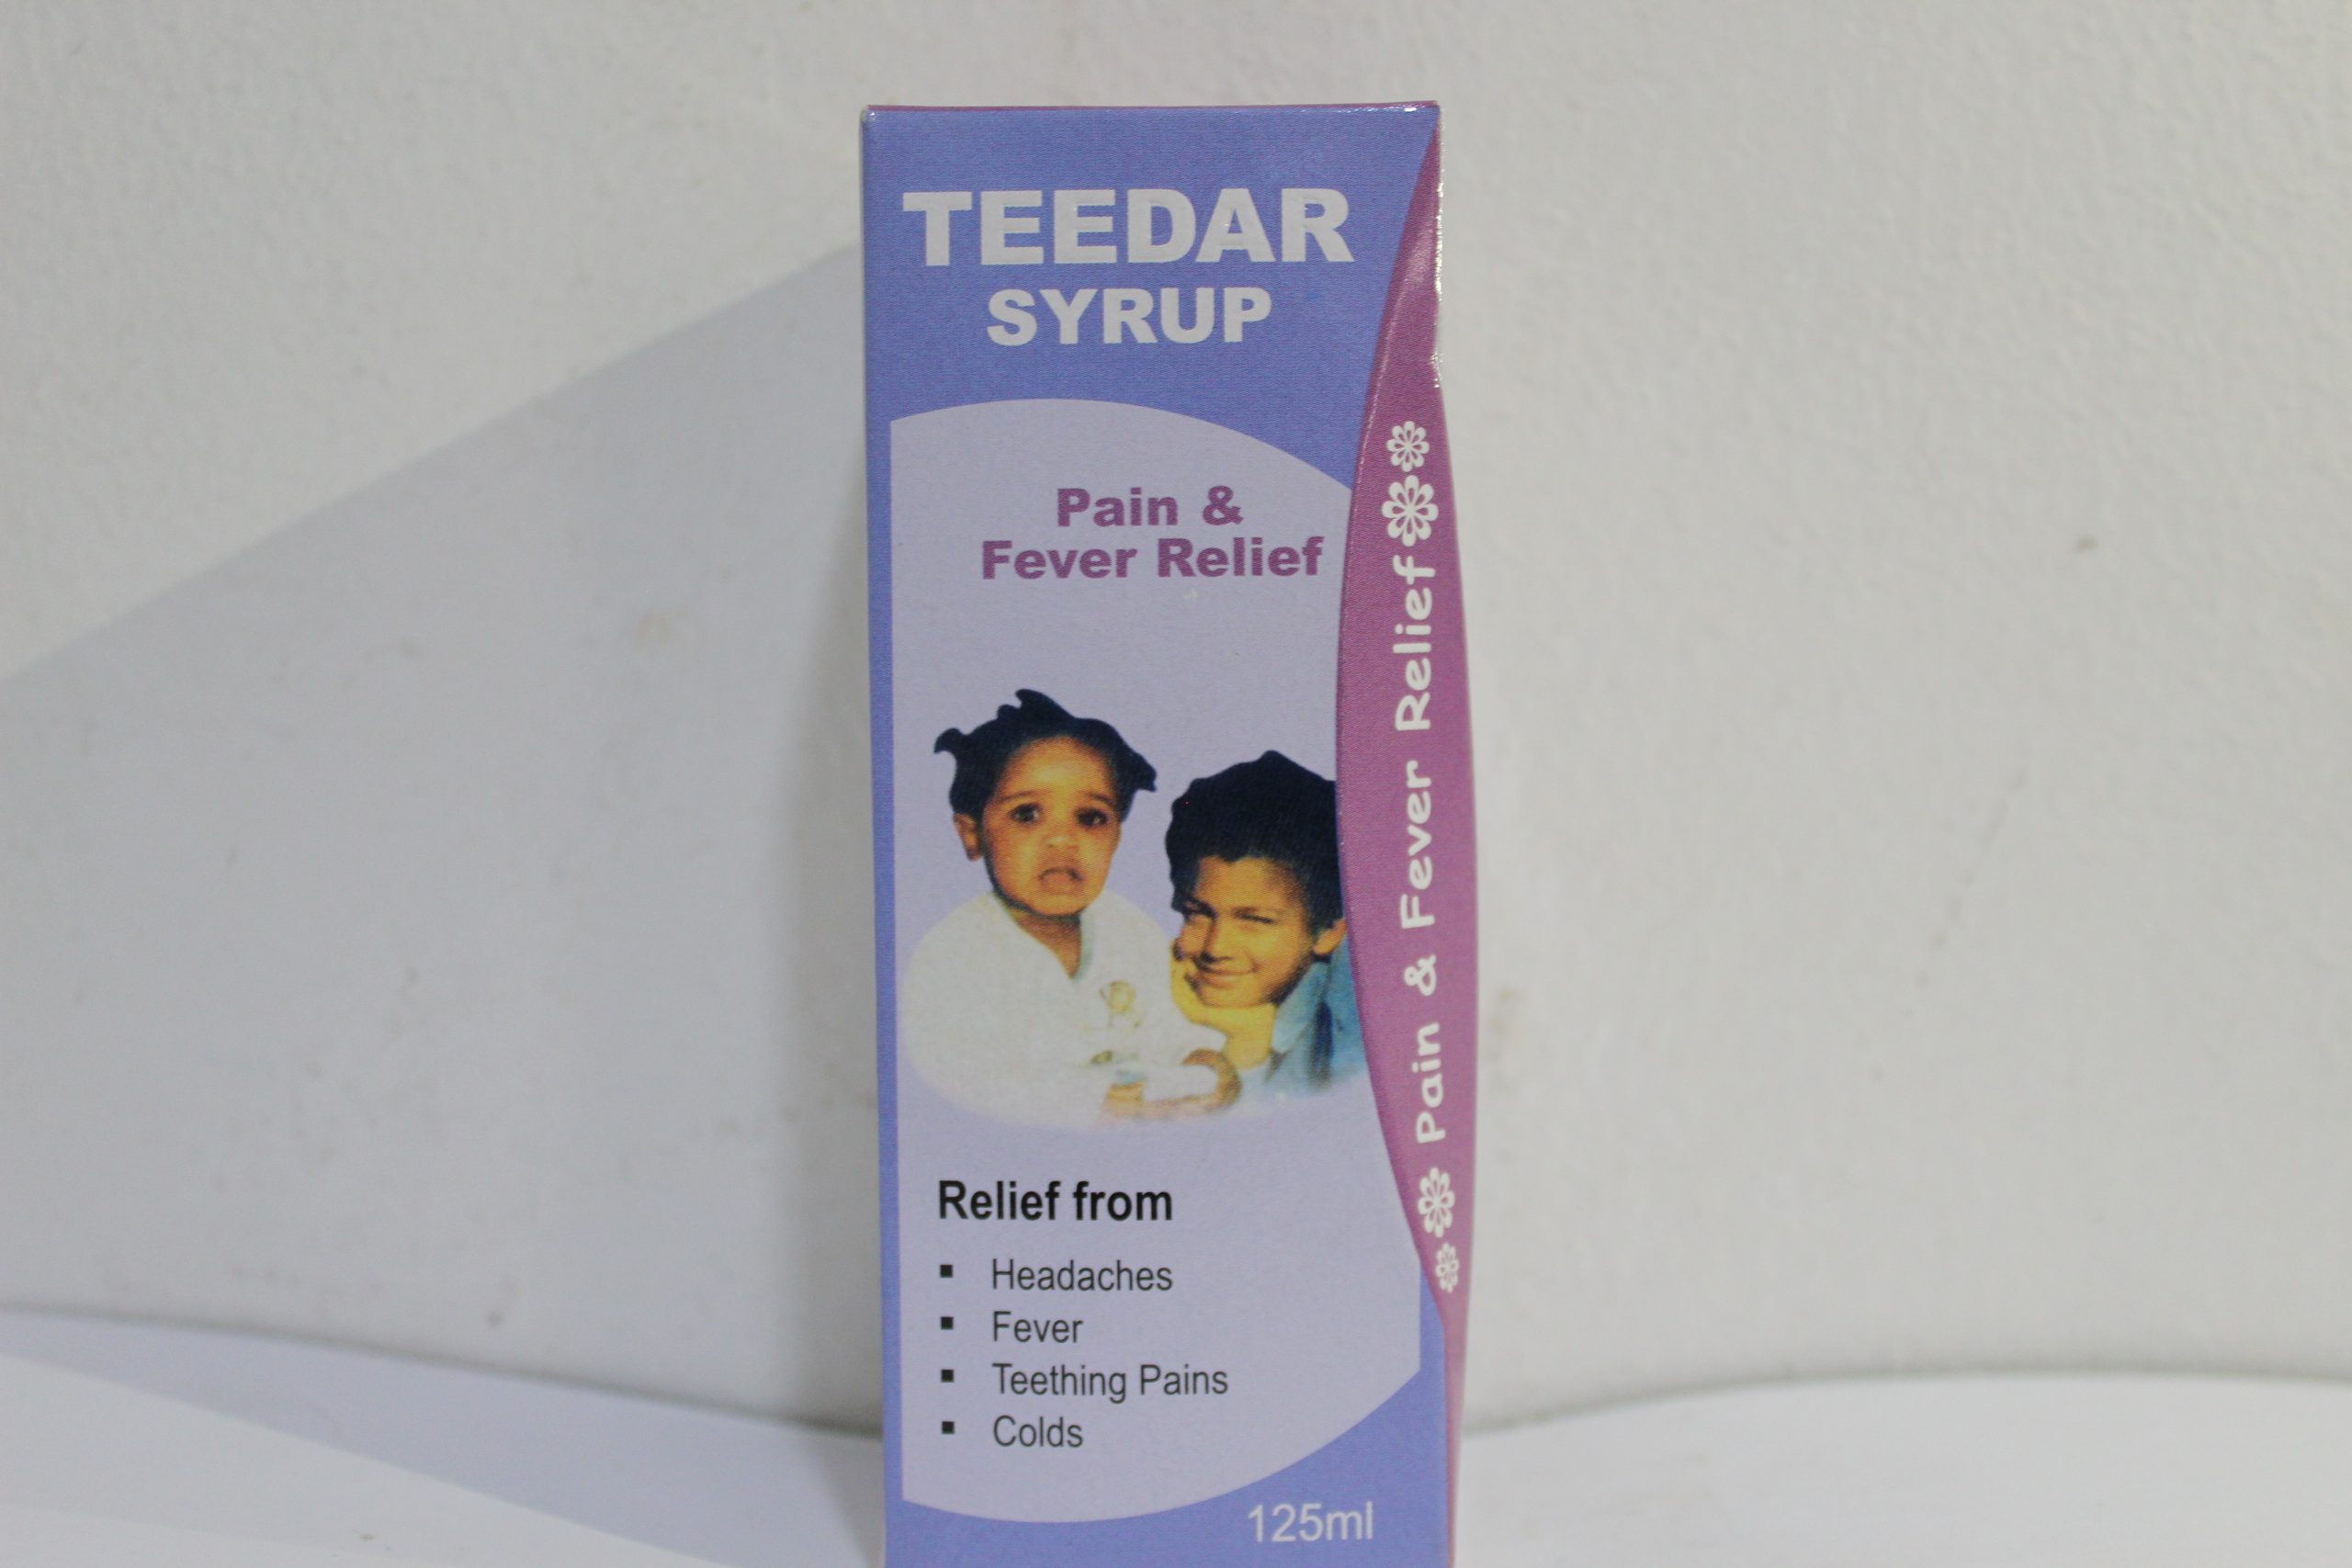 TEEDAR
SYRUP
Pain &
Fever Relief
Relief from
▪ Headaches
▪ Fever
▪ Teething Pains
▪ Colds
125ml
Pain & Fever Relief